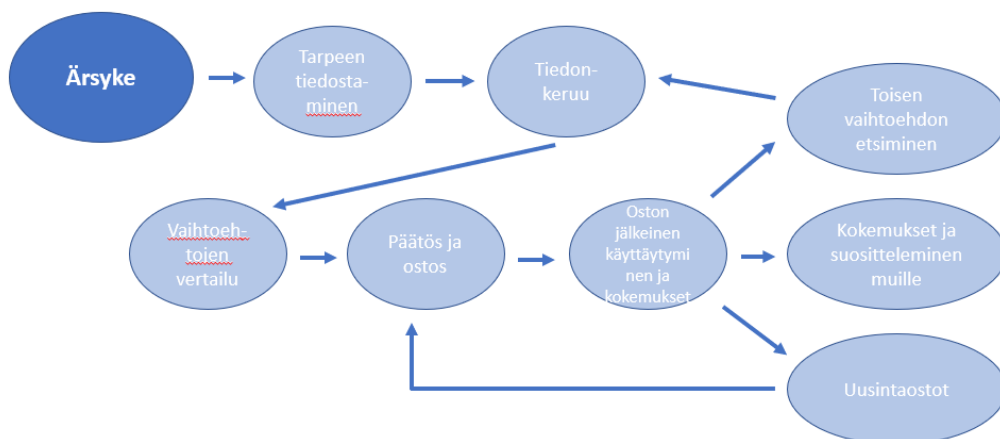 Ärsyke
Tarpeen
tiedosta-
minen
Tiedon-
keruu
Toisen
vaihtoehdon
etsiminen
Vaihtoeh-
toien
vertailu
Päätös ja
ostos
Oston
jälkeinen
käyttäytymi
nen ja
kokemukset
Kokemukset ja
suositteleminen
muille
Uusintaostot